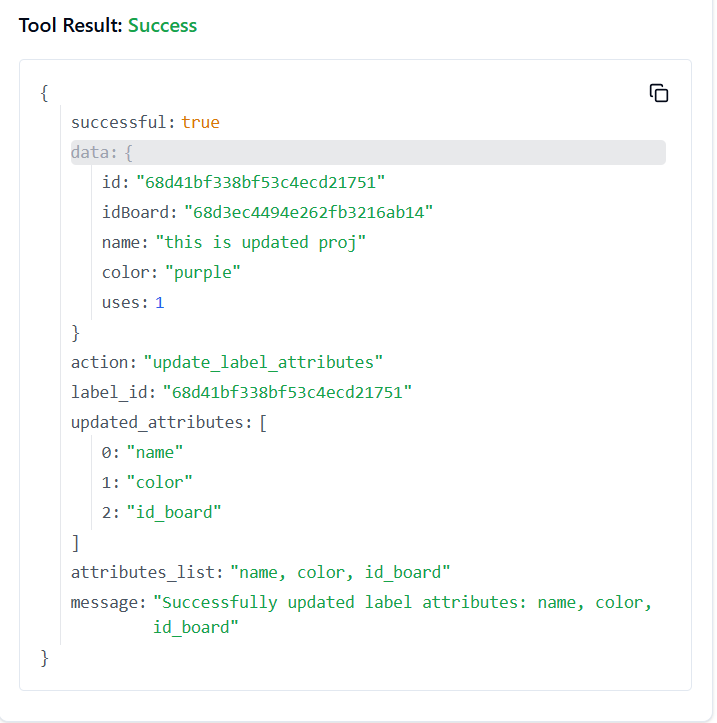 Tool Result: Success
{
successful: true
data: {
id: "68d41bf338bf53c4ecd21751"
idBoard: "68d3ec4494e262fb3216ab14"
name: "this is updated proj"
color: "purple"
uses: 1
}
action: "update_label_attributes"
label_id: "68d41bf338bf53c4ecd21751"
updated_attributes: [
0: "name"
1: "color"
2: "id_board"
]
attributes_list: "name, color, id_board"
message: "Successfully updated label attributes: name, color,
id_board"
}